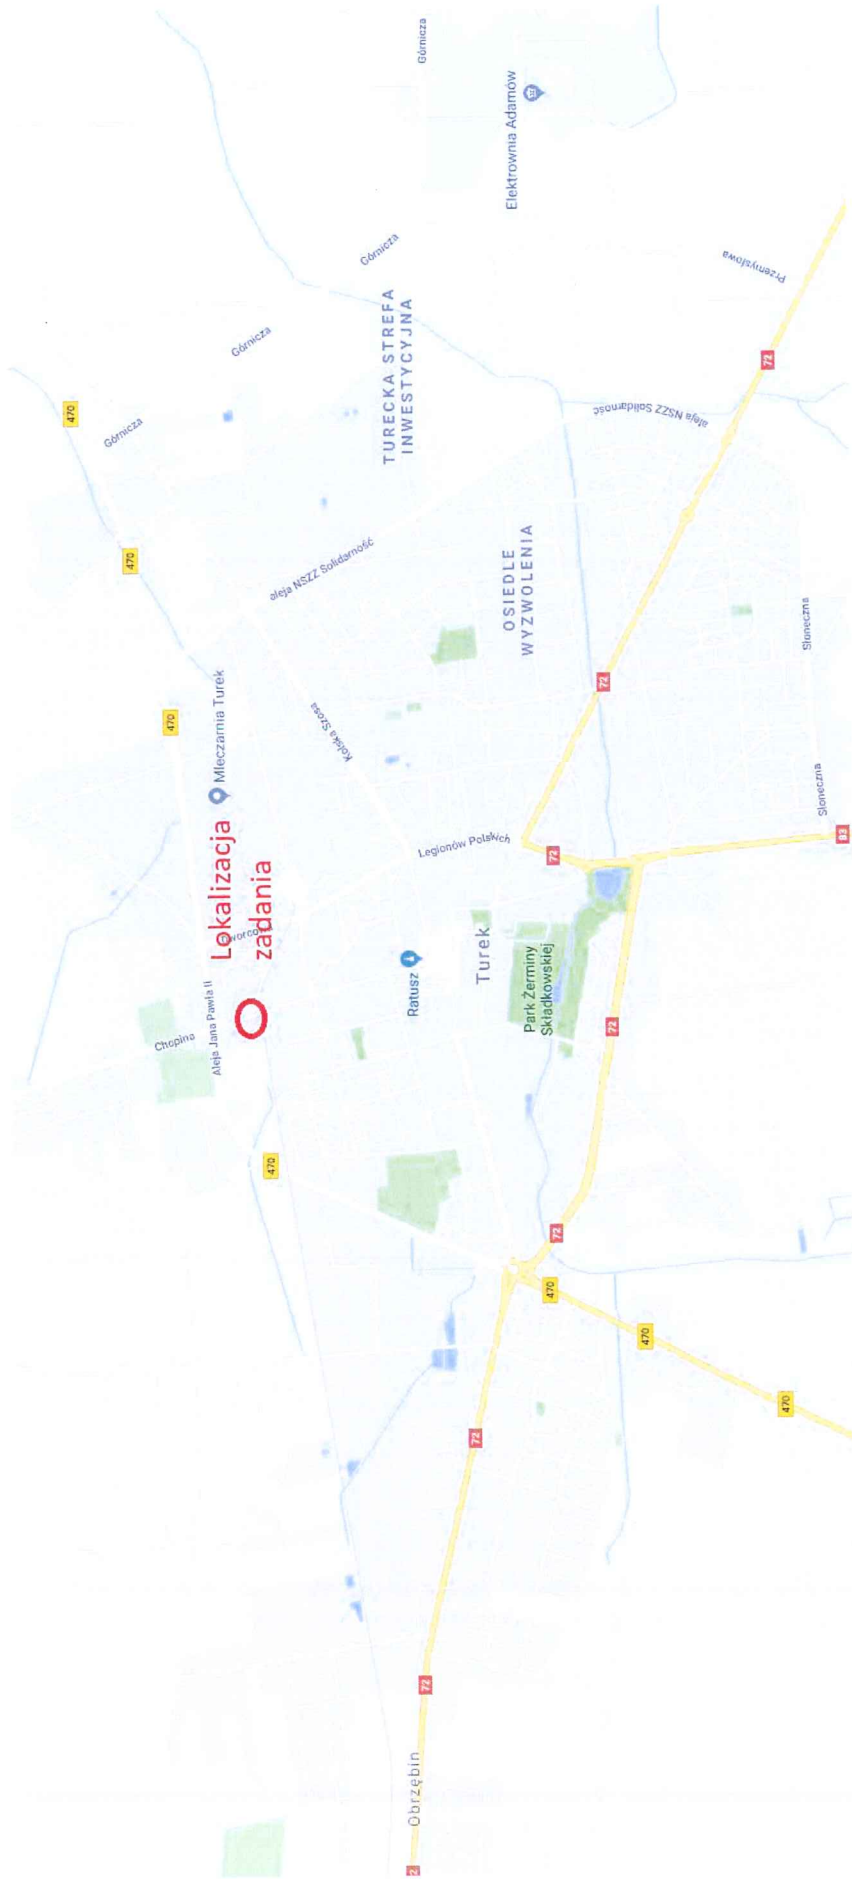 Górnicza
Elektrownia Adamów
Górnicza
Przemysłowa
Górnicza
TURECKA STREFA
INWESTYCYJNA
72
470
Górnicza
aleja NSZZ Solidarność
470
aleja NSZZ Solidarność
OSIEDLE
WYZWOLENIA
Słoneczna
72
470
Mleczarnia Turek
Kolska Szosa
Słoneczna
Legionów Polskich
72
83
Lokalizacja
zadania
Ratusz
Turek
Park Żerminy
Składkowskiej
72
Chopina
Aleja Jana Pawła II
470
72
470
470
470
72
72
Obrzębin
2